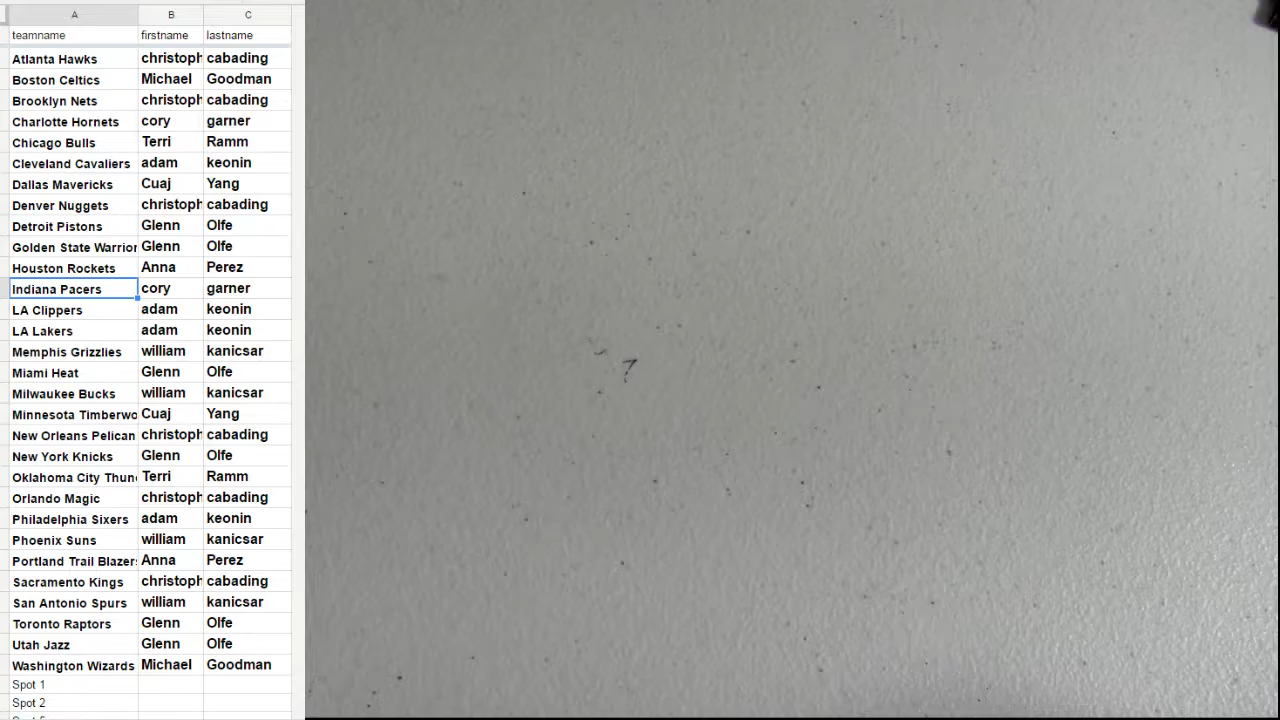 A B C
teamname firstname lastname
Atlanta Hawks christoph cabading
Boston Celtics Michael Goodman
Brooklyn Nets christoph cabading
Charlotte Hornets cory garner
Chicago Bulls Terri Ramm
Cleveland Cavaliers adam keonin
Dallas Mavericks Cuaj Yang
Denver Nuggets christoph cabading
Detroit Pistons Glenn Olfe
Golden State Warrior Glenn Olfe
Houston Rockets Anna Perez
Indiana Pacers cory garner
LA Clippers adam keonin
LA Lakers adam keonin
Memphis Grizzlies william kanicsar
Miami Heat Glenn Olfe
Milwaukee Bucks william kanicsar
Minnesota Timberwo Cuaj Yang
New Orleans Pelican christoph cabading
New York Knicks Glenn Olfe
Oklahoma City Thun Terri Ramm
Orlando Magic christoph cabading
Philadelphia Sixers adam keonin
Phoenix Suns william kanicsar
Portland Trail Blazer Anna Perez
Sacramento Kings christoph cabading
San Antonio Spurs william kanicsar
Toronto Raptors Glenn Olfe
Utah Jazz Glenn Olfe
Washington Wizards Michael Goodman
Spot 1
Spot 2